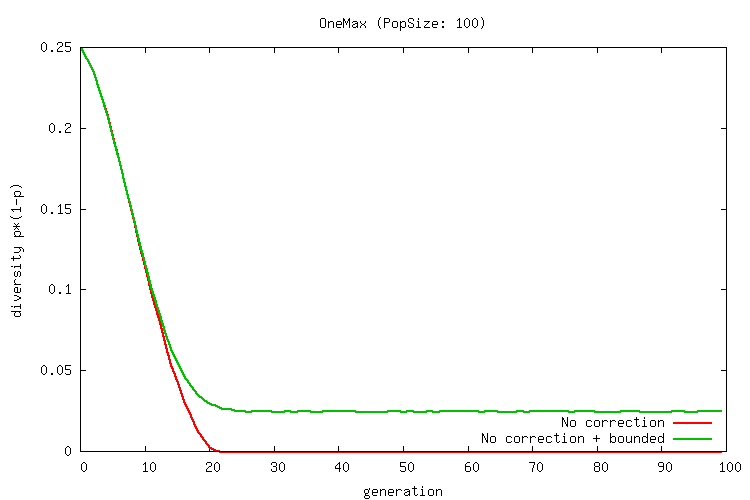 OneMax (PopSize: 100)
0.25
0.2
0.15
0.1
0.05
0
diversity p*(1-p)
No correction
No correction + bounded
0 10 20 30 40 50 60 70 80 90 100
generation